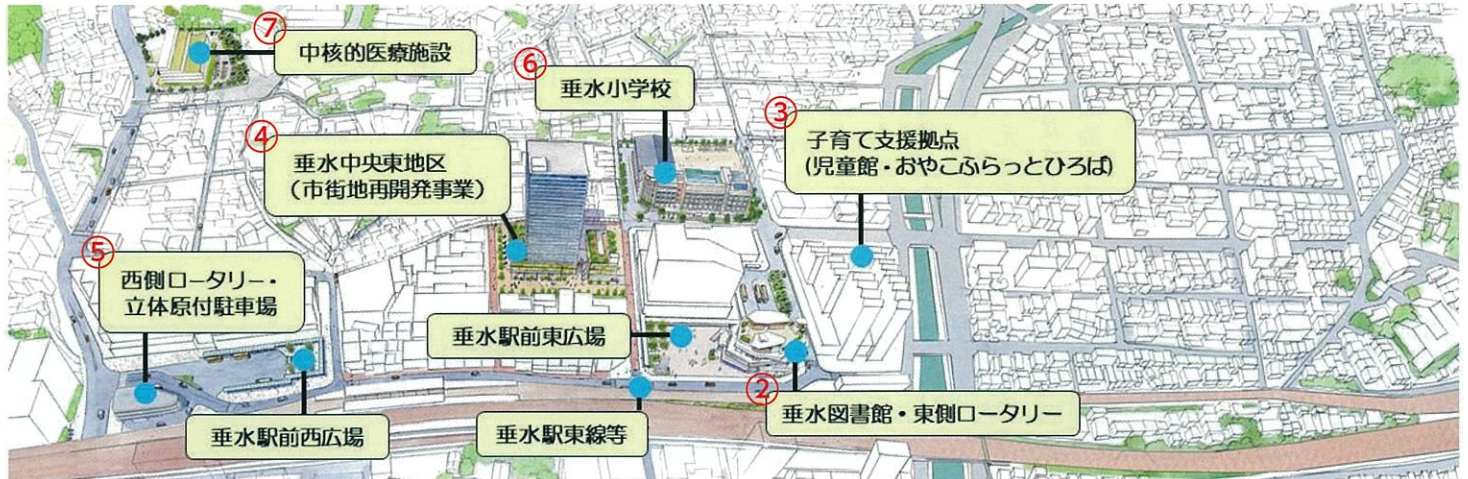 ⑦
中核的医療施設
⑥
垂水小学校
③
子育て支援拠点
(児童館・おやこふらっとひろば)
④
垂水中央東地区
(市街地再開発事業)
⑤
西側ロータリー・
立体原付駐車場
垂水駅前東広場
②
垂水図書館・東側ロータリー
垂水駅前西広場
垂水駅東線等